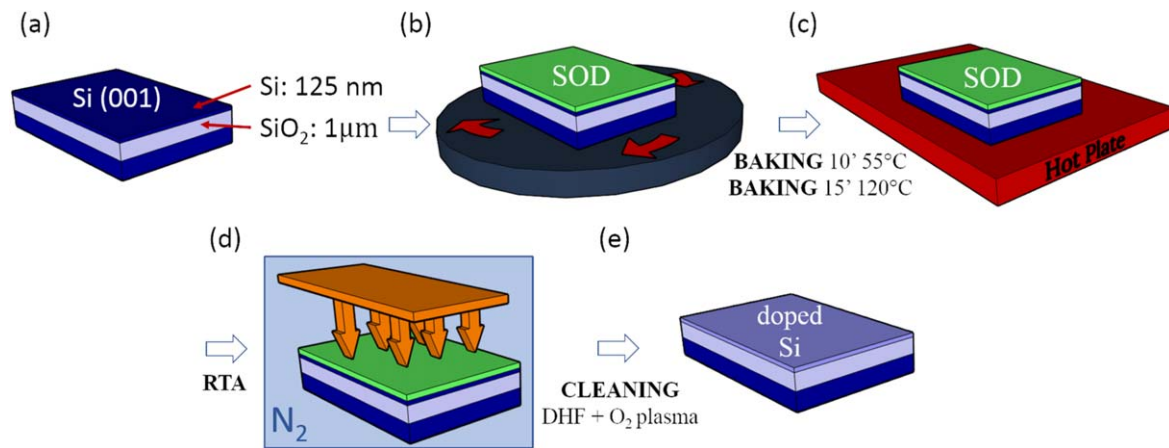 (a)
Si (001)
Si: 125 nm
SiO₂: 1μm
(b)
SOD
(c)
SOD
Hot Plate
BAKING 10’ 55°C
BAKING 15’ 120°C
(d)
RTA
N₂
(e)
CLEANING
DHF + O₂ plasma
doped
Si